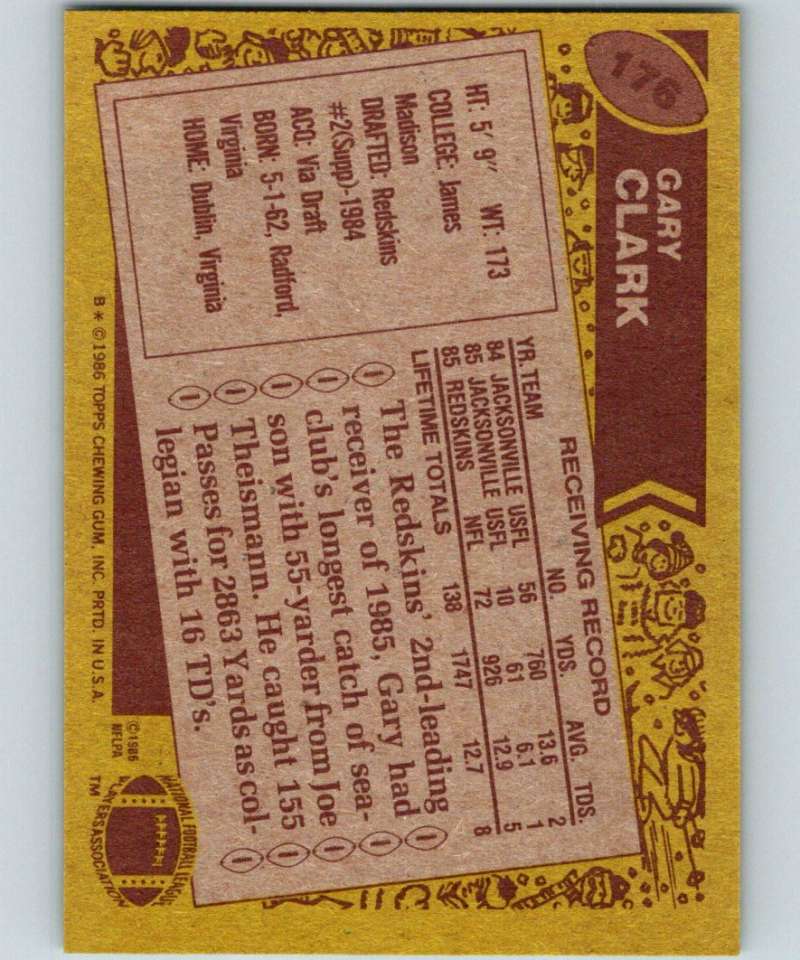 175
GARY
CLARK
HT: 5' 9" WT: 173
COLLEGE: James
Madison
DRAFTED: Redskins
#2(Supp)-1984
ACQ: Via Draft
BORN: 5-1-62, Radford,
Virginia
HOME: Dublin, Virginia
RECEIVING RECORD
YR. TEAM NO. YDS. AVG. TDS.
84 JACKSONVILLE USFL 56 760 13.6 2
85 JACKSONVILLE USFL 10 61 6.1 1
85 REDSKINS NFL 72 926 12.9 5
LIFETIME TOTALS 138 1747 12.7 8
The Redskins' 2nd-leading
receiver of 1985, Gary had
club's longest catch of sea-
son with 55-yarder from Joe
Theismann. He caught 155
Passes for 2863 Yards as col-
legian with 16 TD's.
B* ©1986 TOPPS CHEWING GUM, INC. PRTD. IN U.S.A.
©1986
NFLPA
NATIONAL FOOTBALL LEAGUE
PLAYERS ASSOCIATION
TM